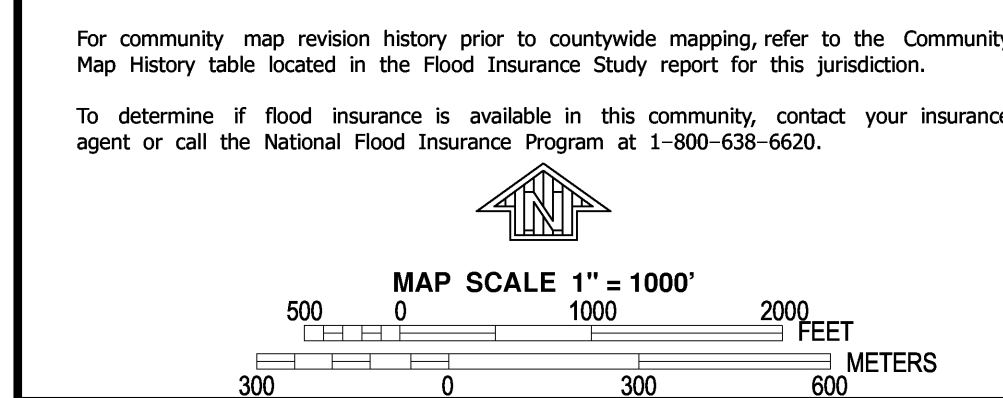 For community map revision history prior to countywide mapping, refer to the
Map History table located in the Flood Insurance Study report for this jurisdiction.
To determine if flood insurance is available in this community, contact your
agent or call the National Flood Insurance Program at 1-800-638-6620.
N
MAP SCALE 1" = 1000'
500 0 1000 2000
FEET
METERS
300 0 300 600